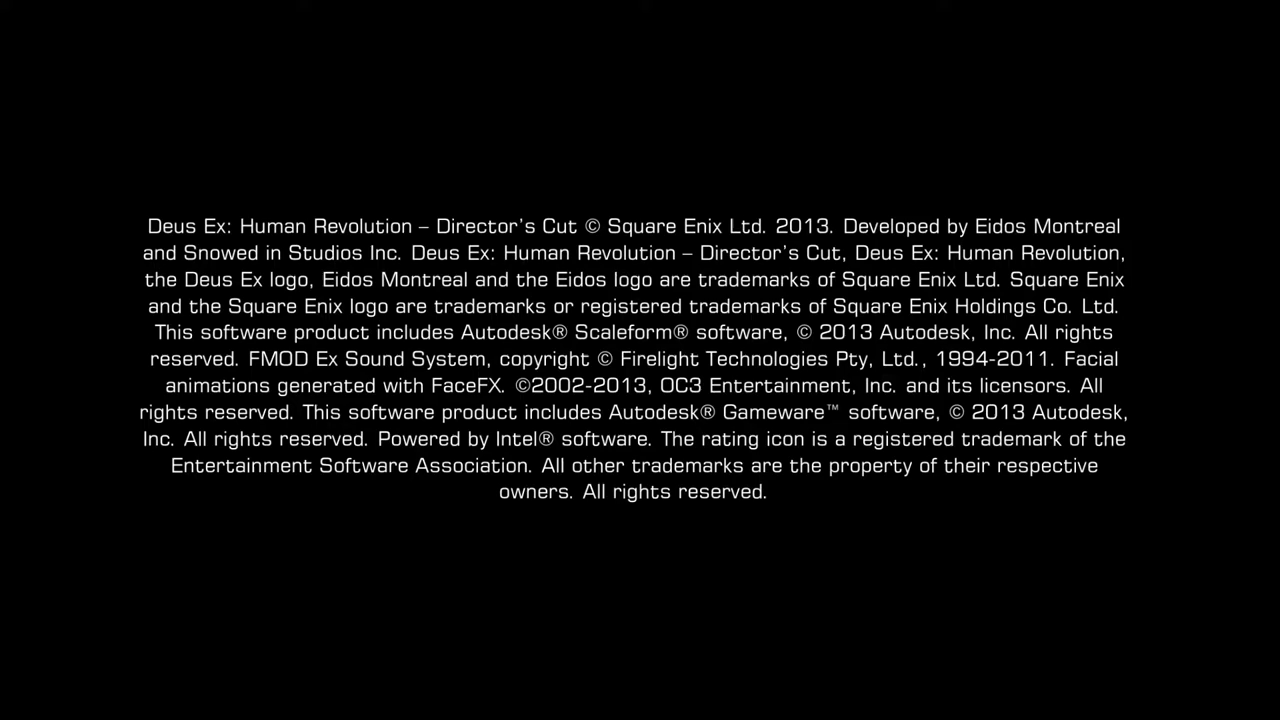 Deus Ex: Human Revolution – Director's Cut © Square Enix Ltd. 2013. Developed by Eidos Montreal
and Snowed in Studios Inc. Deus Ex: Human Revolution – Director's Cut, Deus Ex: Human Revolution,
the Deus Ex logo, Eidos Montreal and the Eidos logo are trademarks of Square Enix Ltd. Square Enix
and the Square Enix logo are trademarks or registered trademarks of Square Enix Holdings Co. Ltd.
This software product includes Autodesk® Scaleform® software, © 2013 Autodesk, Inc. All rights
reserved. FMOD Ex Sound System, copyright © Firelight Technologies Pty, Ltd., 1994-2011. Facial
animations generated with FaceFX. ©2002-2013, OC3 Entertainment, Inc. and its licensors. All
rights reserved. This software product includes Autodesk® Gameware™ software, © 2013 Autodesk,
Inc. All rights reserved. Powered by Intel® software. The rating icon is a registered trademark of the
Entertainment Software Association. All other trademarks are the property of their respective
owners. All rights reserved.